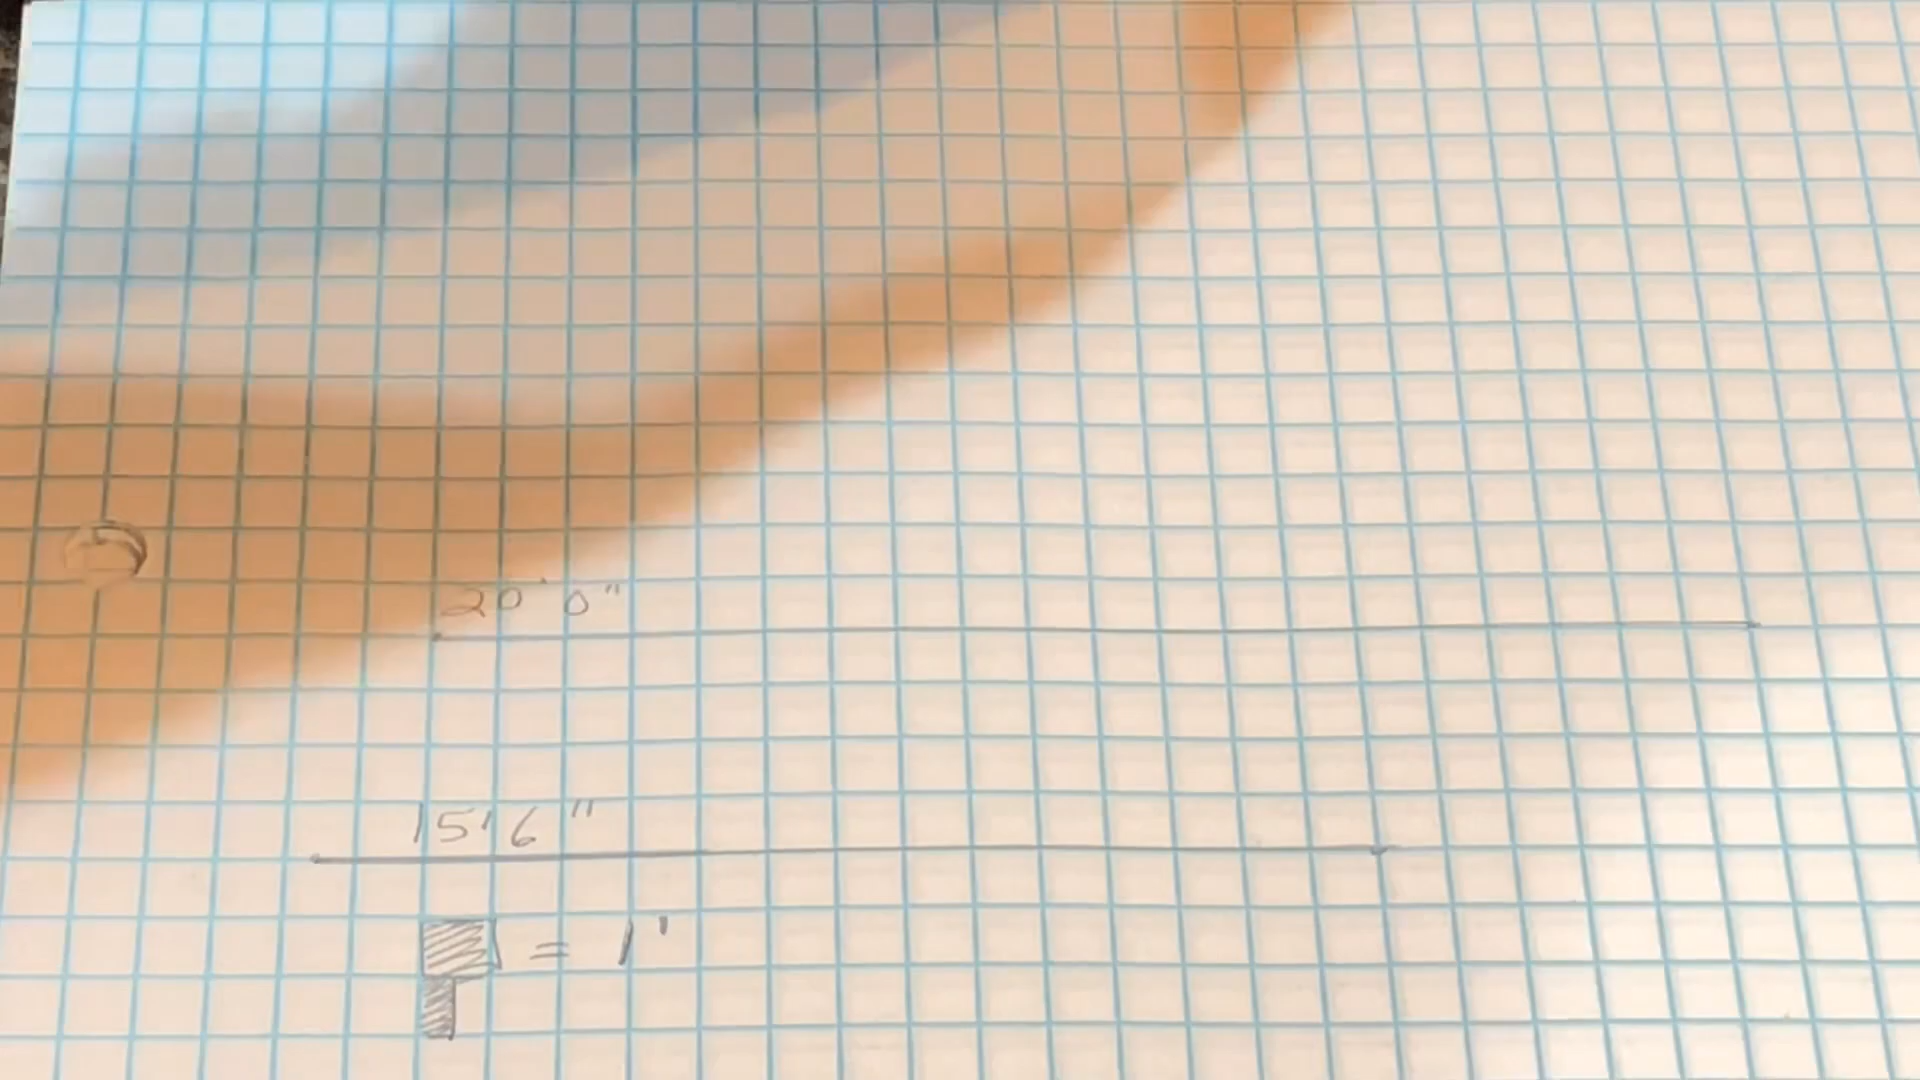 20' 0"
15' 6"
= 1'